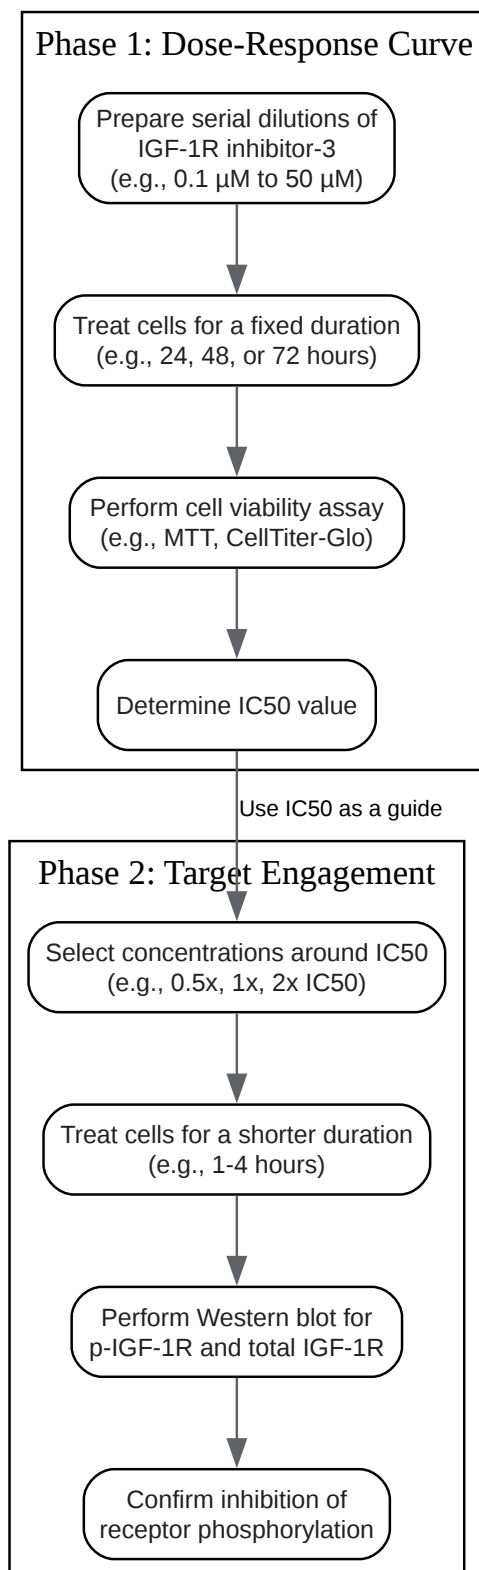 Phase 1: Dose-Response Curve
Prepare serial dilutions of
IGF-1R inhibitor-3
(e.g., 0.1 µM to 50 µM)
Treat cells for a fixed duration
(e.g., 24, 48, or 72 hours)
Perform cell viability assay
(e.g., MTT, CellTiter-Glo)
Determine IC50 value
Use IC50 as a guide
Phase 2: Target Engagement
Select concentrations around IC50
(e.g., 0.5x, 1x, 2x IC50)
Treat cells for a shorter duration
(e.g., 1-4 hours)
Perform Western blot for
p-IGF-1R and total IGF-1R
Confirm inhibition of
receptor phosphorylation